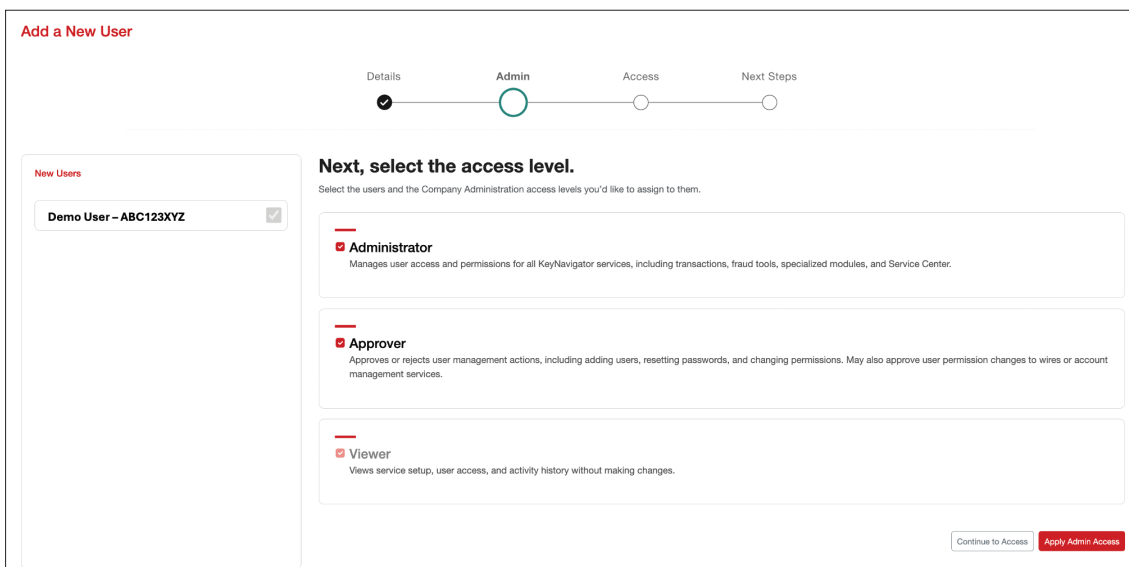 Add a New User
Details
Admin
Access
Next Steps
New Users
Demo User – ABC123XYZ
Next, select the access level.
Select the users and the Company Administration access levels you'd like to assign to them.
Administrator
Manages user access and permissions for all KeyNavigator services, including transactions, fraud tools, specialized modules, and Service Center.
Approver
Approves or rejects user management actions, including adding users, resetting passwords, and changing permissions. May also approve user permission changes to wires or account
management services.
Viewer
Views service setup, user access, and activity history without making changes.
Continue to Access
Apply Admin Access